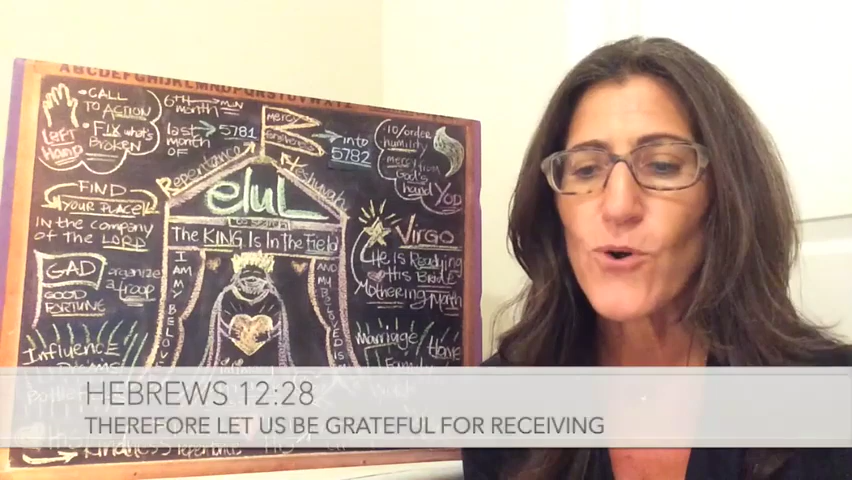 ABCDEFGHIJKLMNOPQRSTUVWXYZ
• CALL
TO ACTION
• FIX what's
BROKEN
LEFT
HAND
6th month
last month OF
5781
mercy
into
5782
10/order
humility
mercy from
God's
hand YOD
Repentance
Teshuvah
eluL
The KING Is In the Field
FIND
YOUR PLACE
IN the company
OF The LORD
GAD
organize
a troop
GOOD
FORTUNE
I AM MY BELOVED
AND MY BELOVED IS
Virgo
He is Readying
His Bride
Mothering Month
Influence
Marriage
Home
Family
kindness
HEBREWS 12:28
THEREFORE LET US BE GRATEFUL FOR RECEIVING